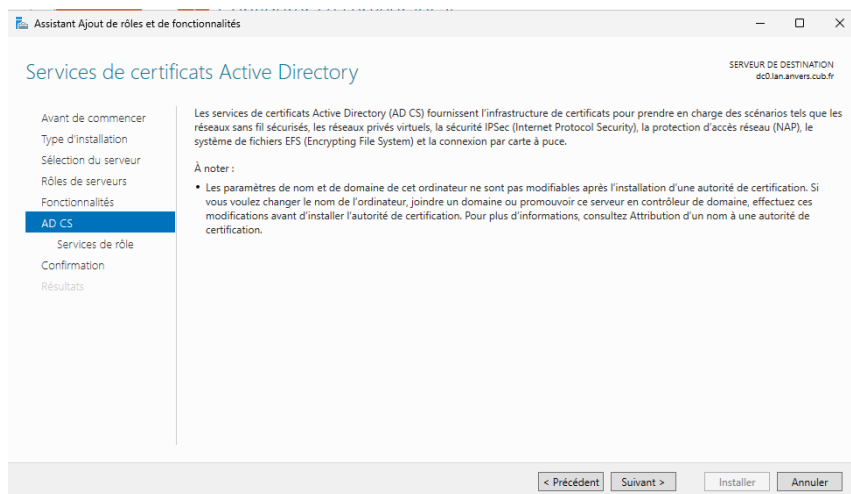 Assistant Ajout de rôles et de fonctionnalités
Services de certificats Active Directory
SERVEUR DE DESTINATION
dc0.lan.anvers.cub.fr
Avant de commencer
Type d'installation
Sélection du serveur
Rôles de serveurs
Fonctionnalités
AD CS
Services de rôle
Confirmation
Résultats
Les services de certificats Active Directory (AD CS) fournissent l'infrastructure de certificats pour prendre en charge des scénarios tels que les
réseaux sans fil sécurisés, les réseaux privés virtuels, la sécurité IPSec (Internet Protocol Security), la protection d'accès réseau (NAP), le
système de fichiers EFS (Encrypting File System) et la connexion par carte à puce.
À noter :
• Les paramètres de nom et de domaine de cet ordinateur ne sont pas modifiables après l'installation d'une autorité de certification. Si
vous voulez changer le nom de l'ordinateur, joindre un domaine ou promouvoir ce serveur en contrôleur de domaine, effectuez ces
modifications avant d'installer l'autorité de certification. Pour plus d'informations, consultez Attribution d'un nom à une autorité de
certification.
< Précédent
Suivant >
Installer
Annuler